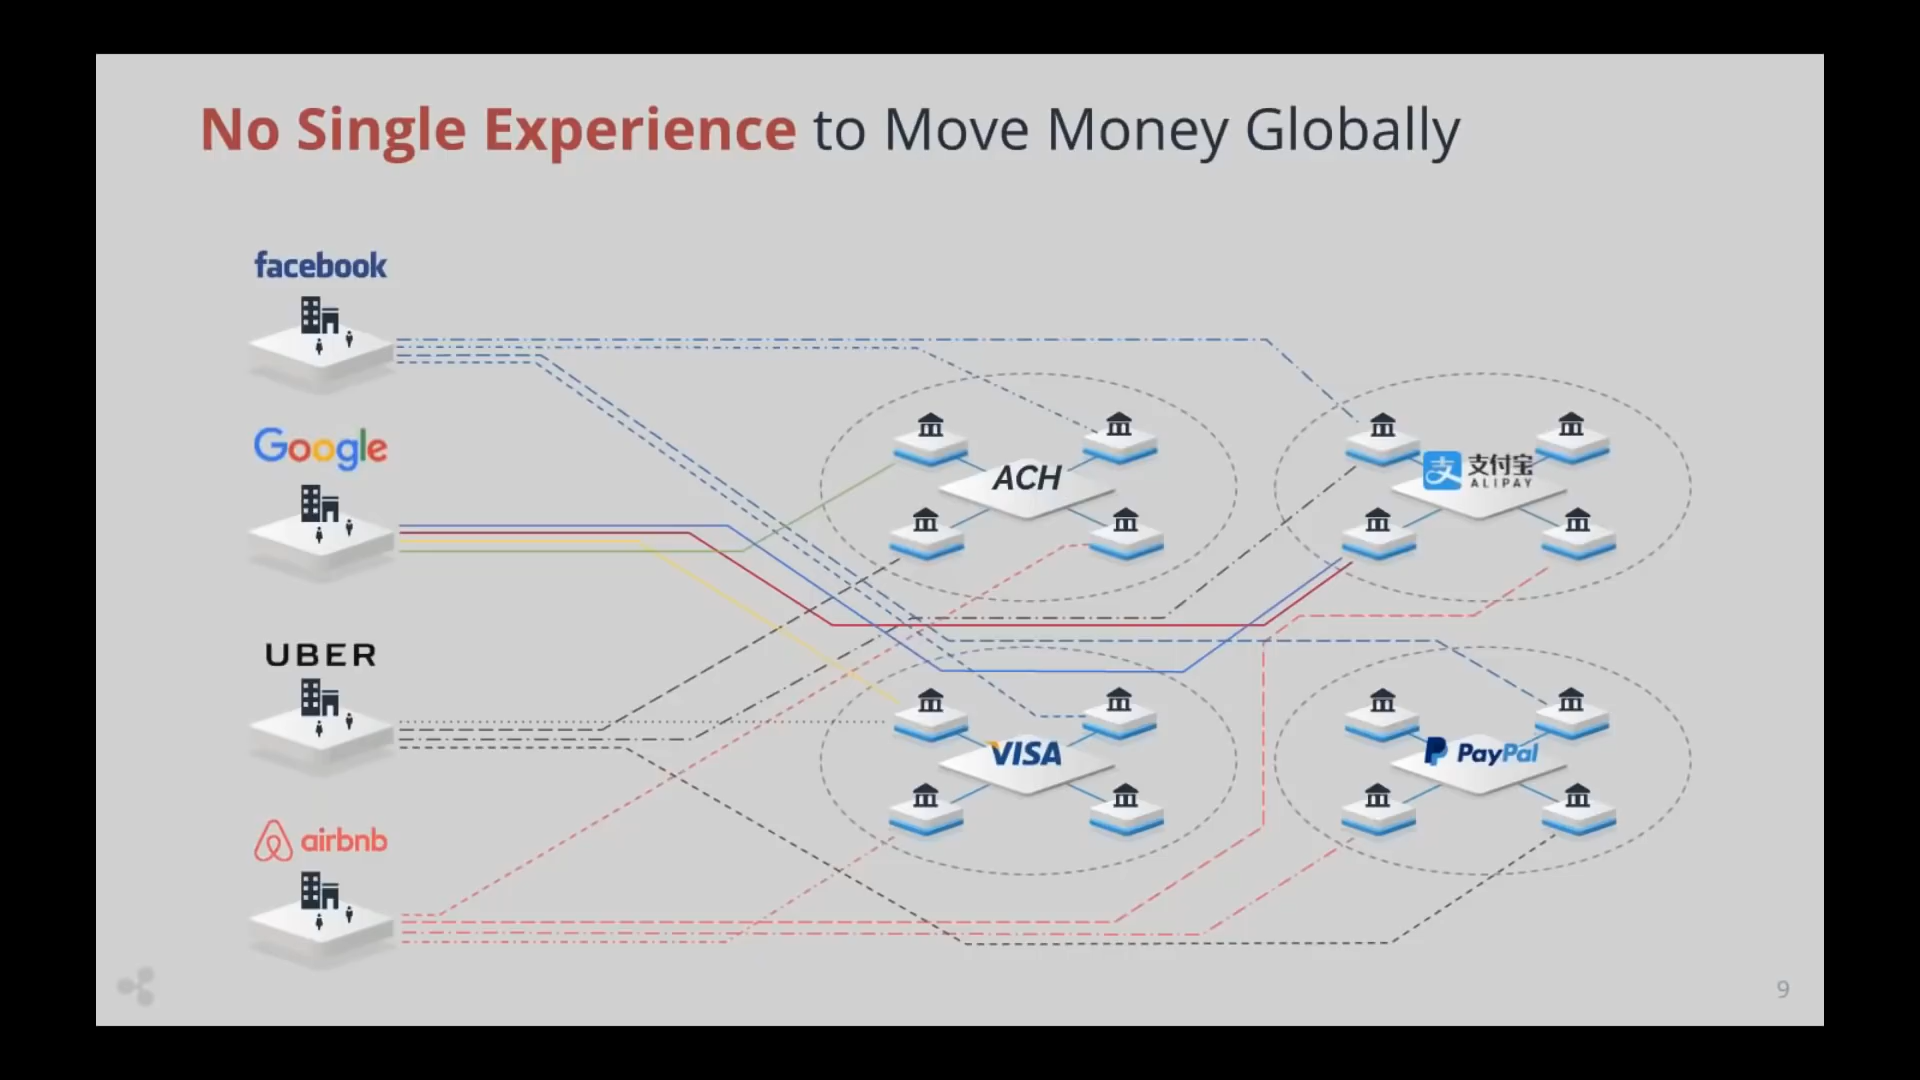 No Single Experience to Move Money Globally
facebook
Google
UBER
airbnb
ACH
支 支付宝
ALIPAY
VISA
P PayPal
9